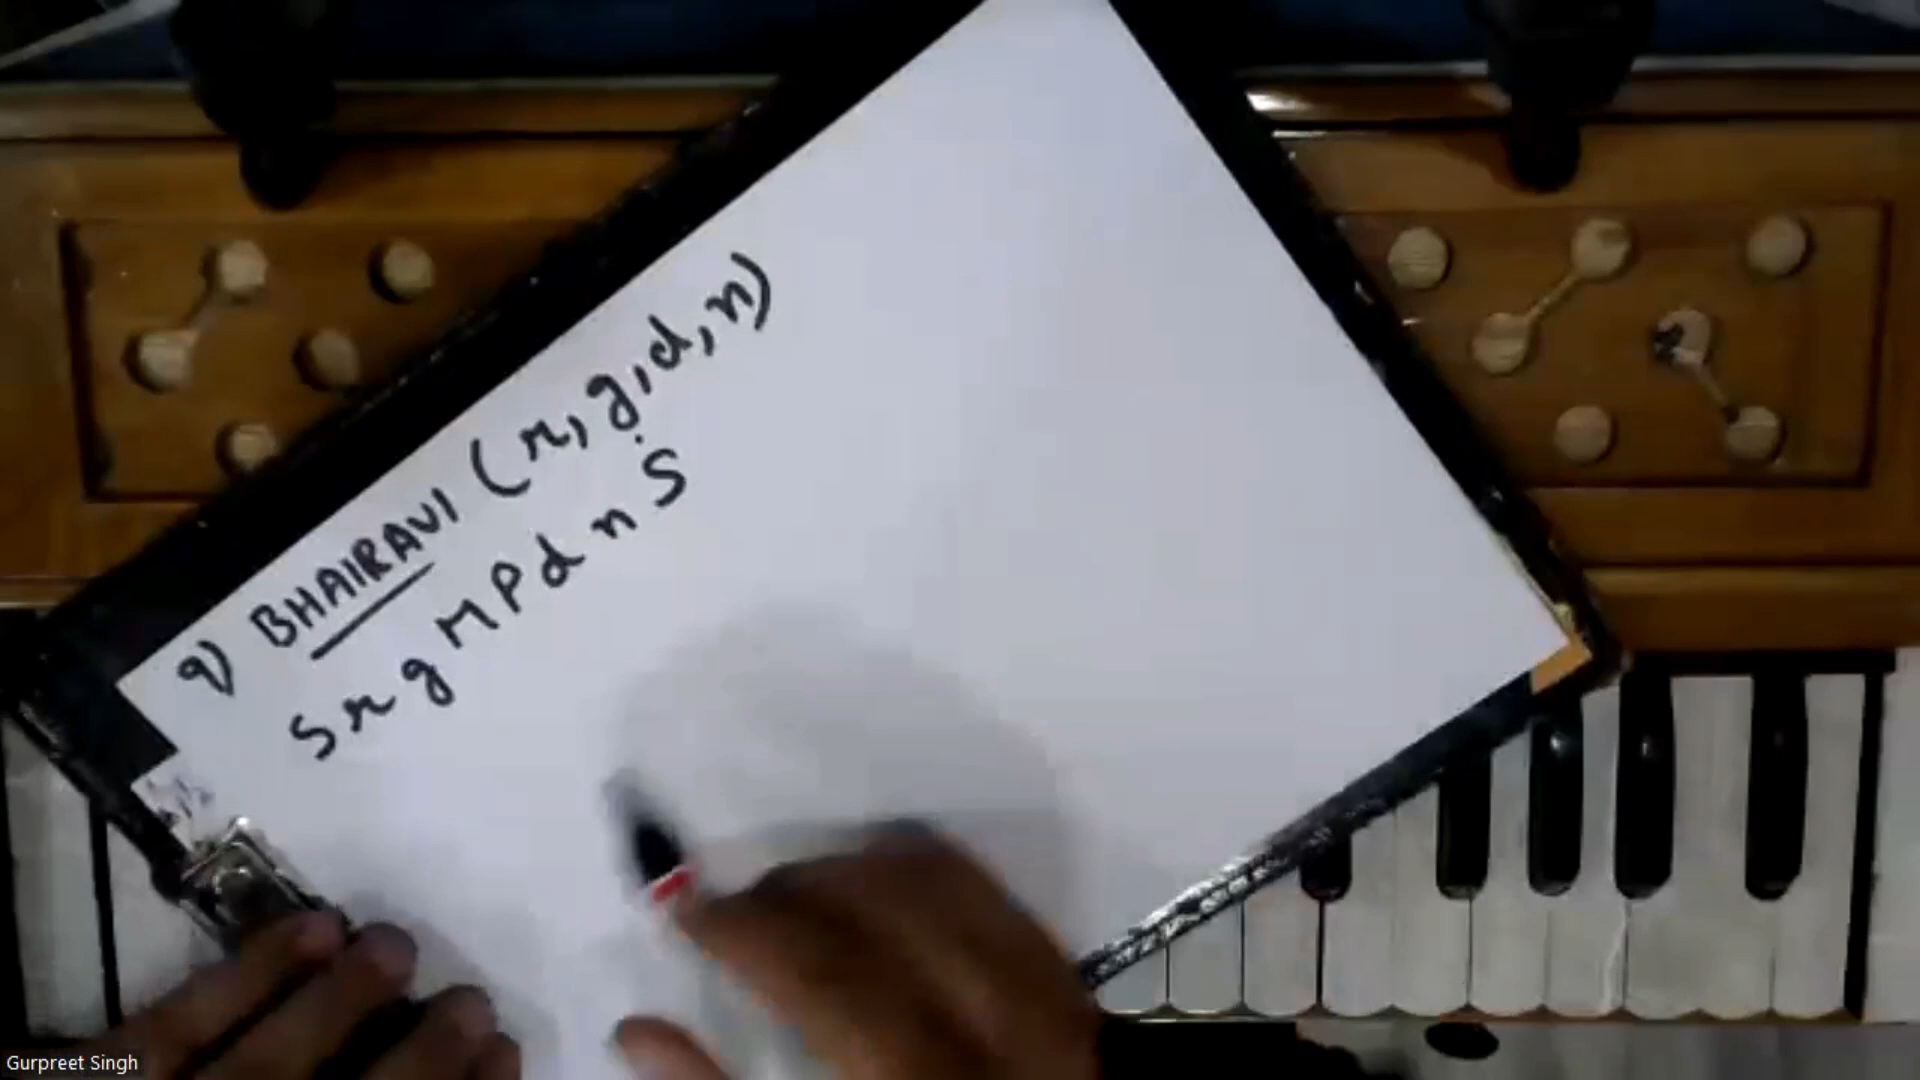 9) BHAIRAVI (r, g, d, n)
S r g M P d n Ṡ
Gurpreet Singh